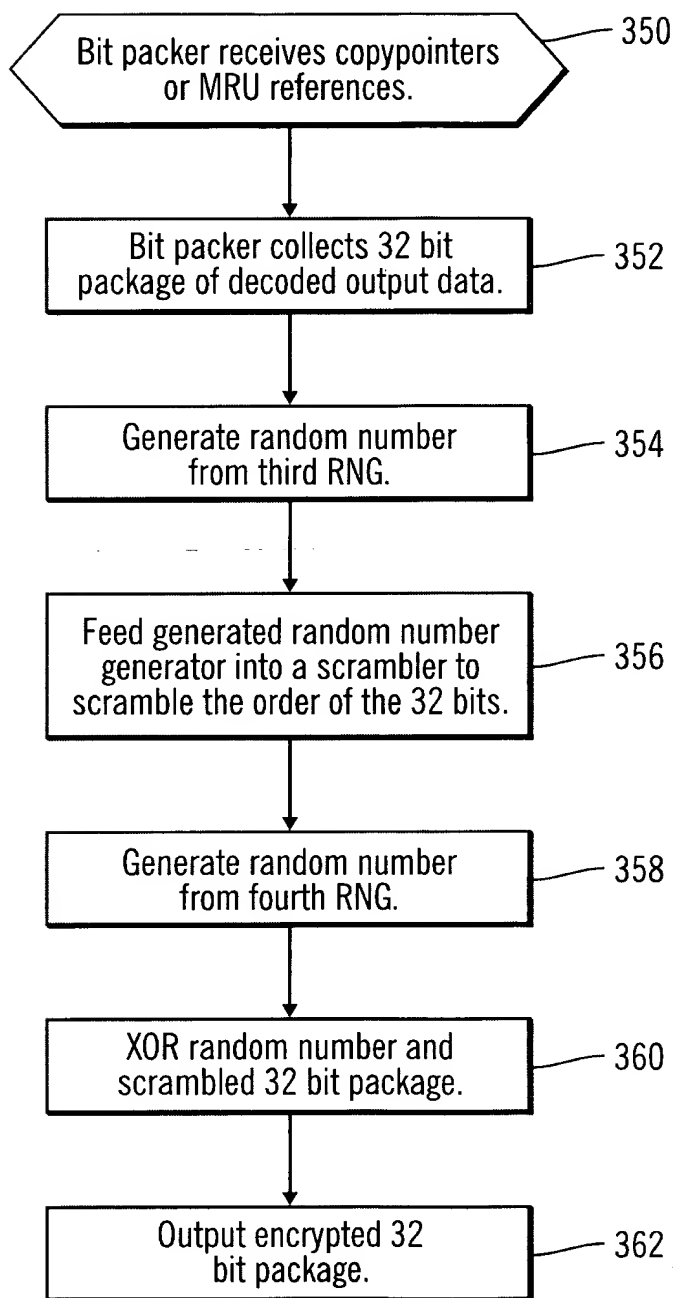 Bit packer receives copypointers
or MRU references.
350
Bit packer collects 32 bit
package of decoded output data.
352
Generate random number
from third RNG.
354
Feed generated random number
generator into a scrambler to
scramble the order of the 32 bits.
356
Generate random number
from fourth RNG.
358
XOR random number and
scrambled 32 bit package.
360
Output encrypted 32
bit package.
362